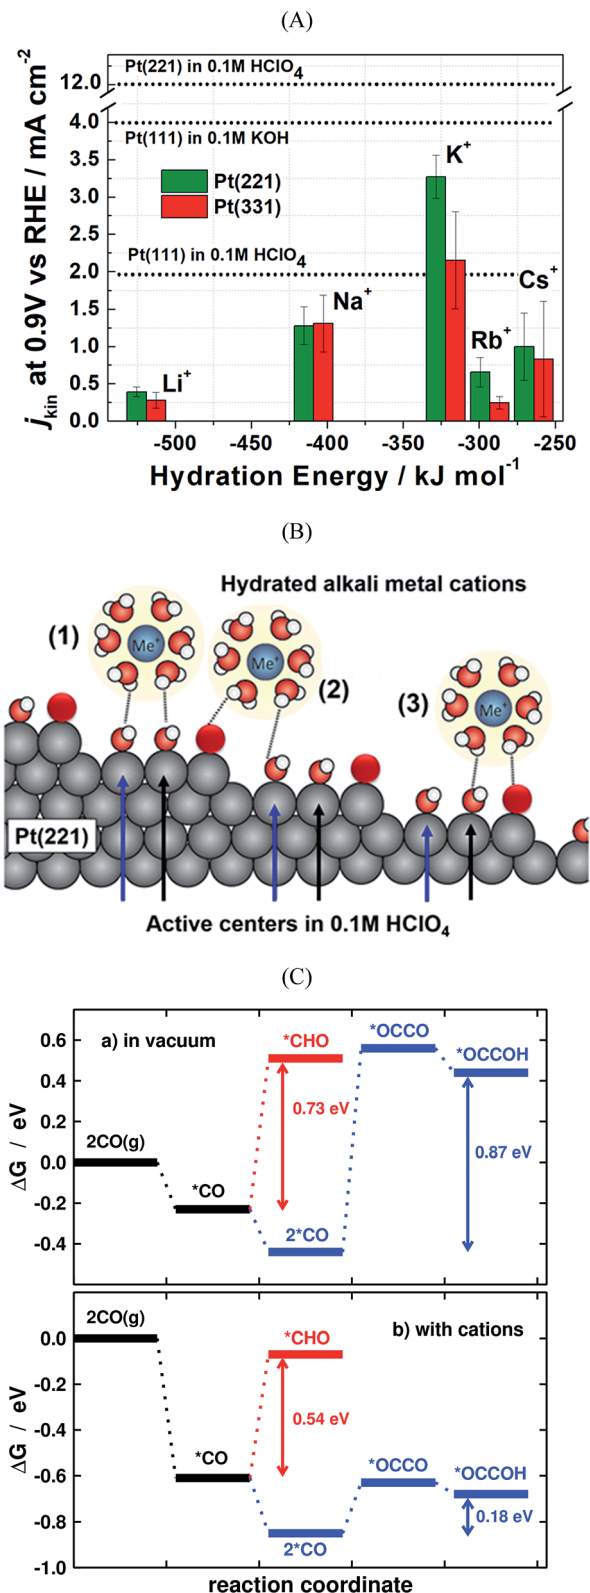 (A)
Pt(221) in 0.1M HClO4
12.0
4.0
Pt(111) in 0.1M KOH
K+
3.5
Pt(221)
3.0
Pt(331)
2.5
Pt(111) in 0.1M HClO4
2.0
Cs+
Na+
1.5
Rb+
1.0
Li+
0.5
0.0
jkin at 0.9V vs RHE / mA cm-2
-500 -450 -400 -350 -300 -250
Hydration Energy / kJ mol-1
(B)
Hydrated alkali metal cations
(1)
Me+
Me+
(2)
(3)
Me+
Pt(221)
Active centers in 0.1M HClO4
(C)
a) in vacuum
*OCCO
0.6
*CHO
*OCCOH
0.4
0.73 eV
0.2
0.87 eV
2CO(g)
0.0
*CO
-0.2
2*CO
-0.4
ΔG / eV
2CO(g)
b) with cations
0.0
*CHO
-0.2
0.54 eV
-0.4
*CO
*OCCO
*OCCOH
-0.6
0.18 eV
-0.8
2*CO
-1.0
ΔG / eV
reaction coordinate